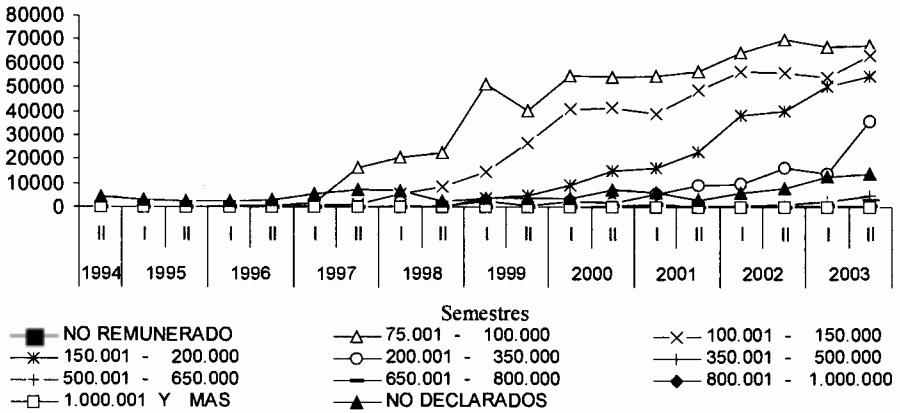 80000
70000
60000
50000
40000
30000
20000
10000
0
II I II I II I II I II I II I II I II I II I II
1994 1995 1996 1997 1998 1999 2000 2001 2002 2003
Semestres
NO REMUNERADO 75.001 - 100.000 100.001 - 150.000
150.001 - 200.000 200.001 - 350.000 350.001 - 500.000
500.001 - 650.000 650.001 - 800.000 800.001 - 1.000.000
1.000.001 Y MAS NO DECLARADOS